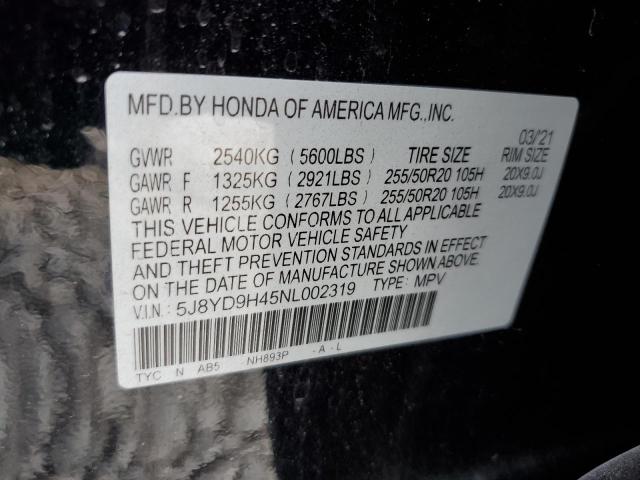 MFD.BY HONDA OF AMERICA MFG.,INC.
03/'21
GVWR 2540KG (5600LBS) TIRE SIZE RIM SIZE
GAWR F 1325KG (2921LBS) 255/50R20 105H 20X9.0J
GAWR R 1255KG (2767LBS) 255/50R20 105H 20X9.0J
THIS VEHICLE CONFORMS TO ALL APPLICABLE
FEDERAL MOTOR VEHICLE SAFETY
AND THEFT PREVENTION STANDARDS IN EFFECT
ON THE DATE OF MANUFACTURE SHOWN ABOVE.
V.I.N.: 5J8YD9H45NL002319 TYPE: MPV
TYC N AB5 -NH893P -A-L